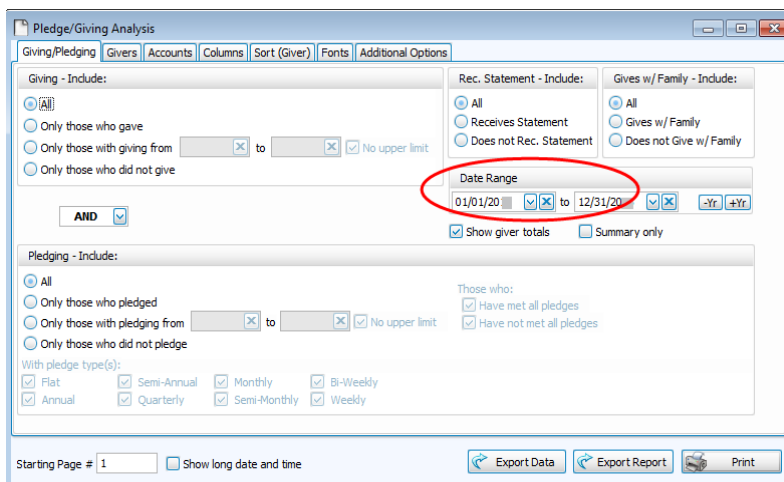 Pledge/Giving Analysis
Giving/Pledging Givers Accounts Columns Sort (Giver) Fonts Additional Options
Giving - Include:
All
Only those who gave
Only those with giving from to No upper limit
Only those who did not give
Rec. Statement - Include:
All
Receives Statement
Does not Rec. Statement
Gives w/ Family - Include:
All
Gives w/ Family
Does not Give w/ Family
Date Range
01/01/20 to 12/31/20 -Yr +Yr
AND
Show giver totals Summary only
Pledging - Include:
All
Only those who pledged
Only those with pledging from to No upper limit
Only those who did not pledge
Those who:
Have met all pledges
Have not met all pledges
With pledge type(s):
Flat Semi-Annual Monthly Bi-Weekly
Annual Quarterly Semi-Monthly Weekly
Starting Page # 1 Show long date and time Export Data Export Report Print